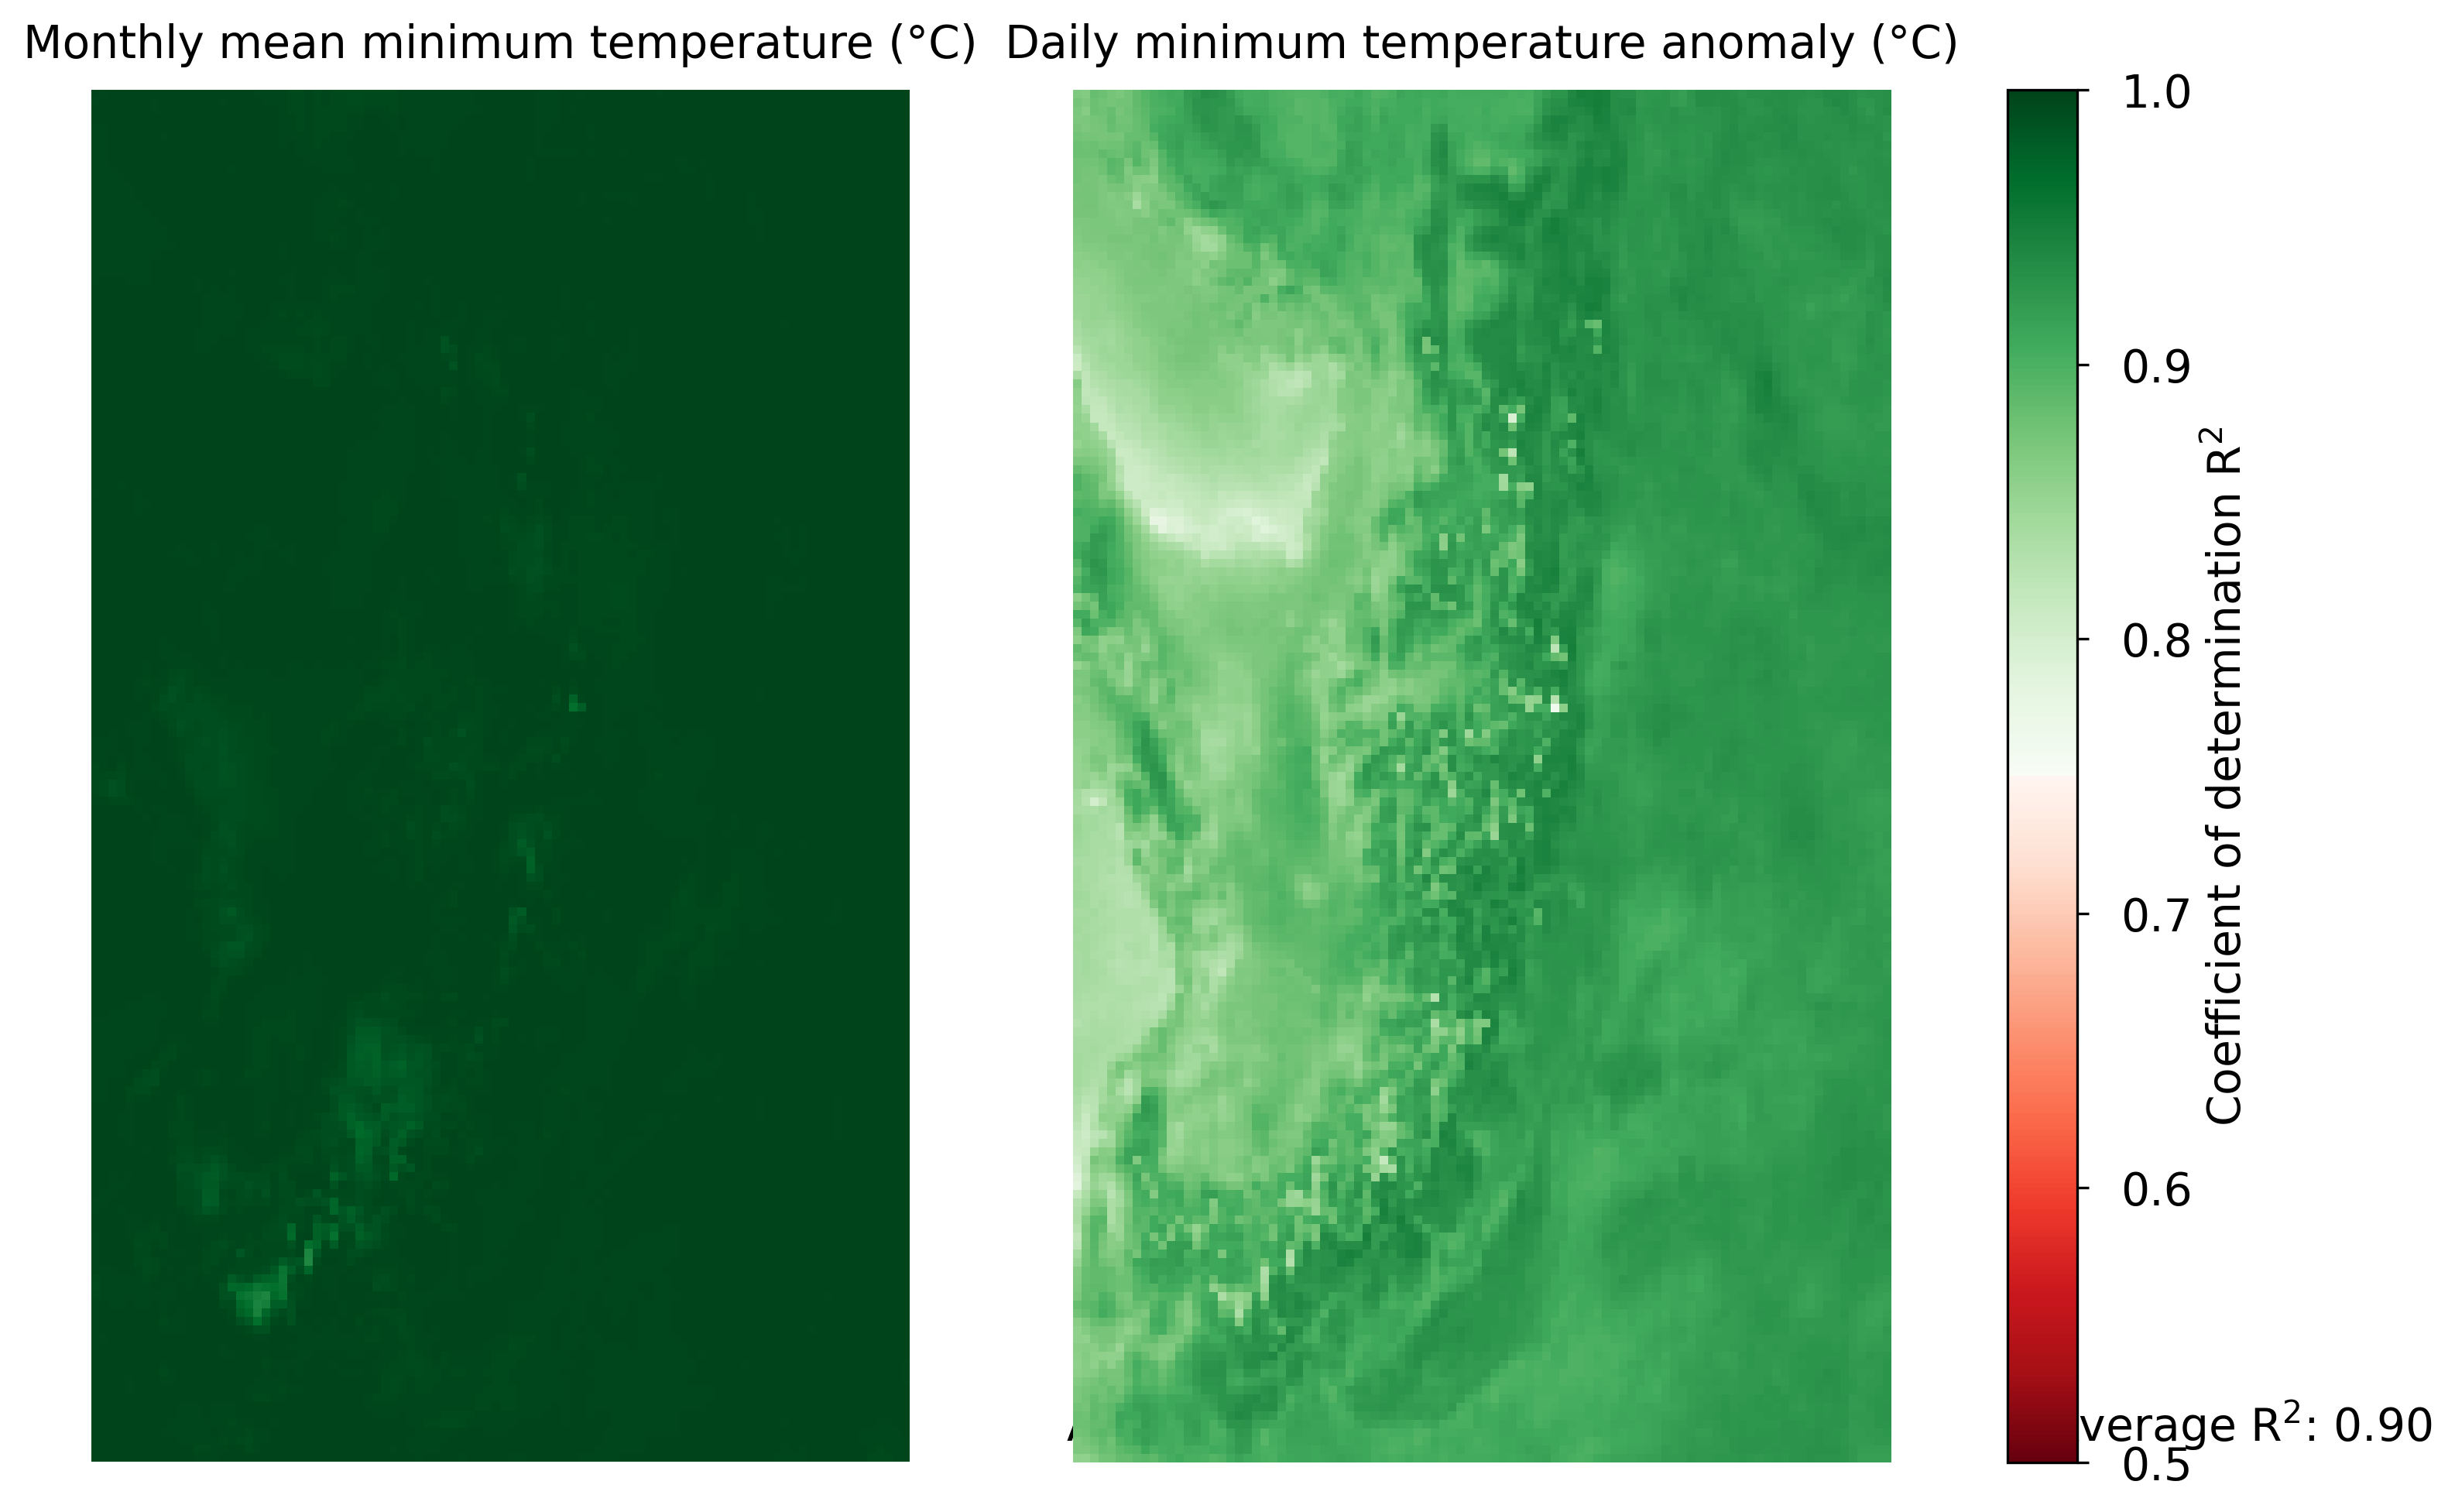 Monthly mean minimum temperature (°C)
Daily minimum temperature anomaly (°C)
1.0
0.9
0.8
0.7
0.6
0.5
Coefficient of determination R²
verage R²: 0.90